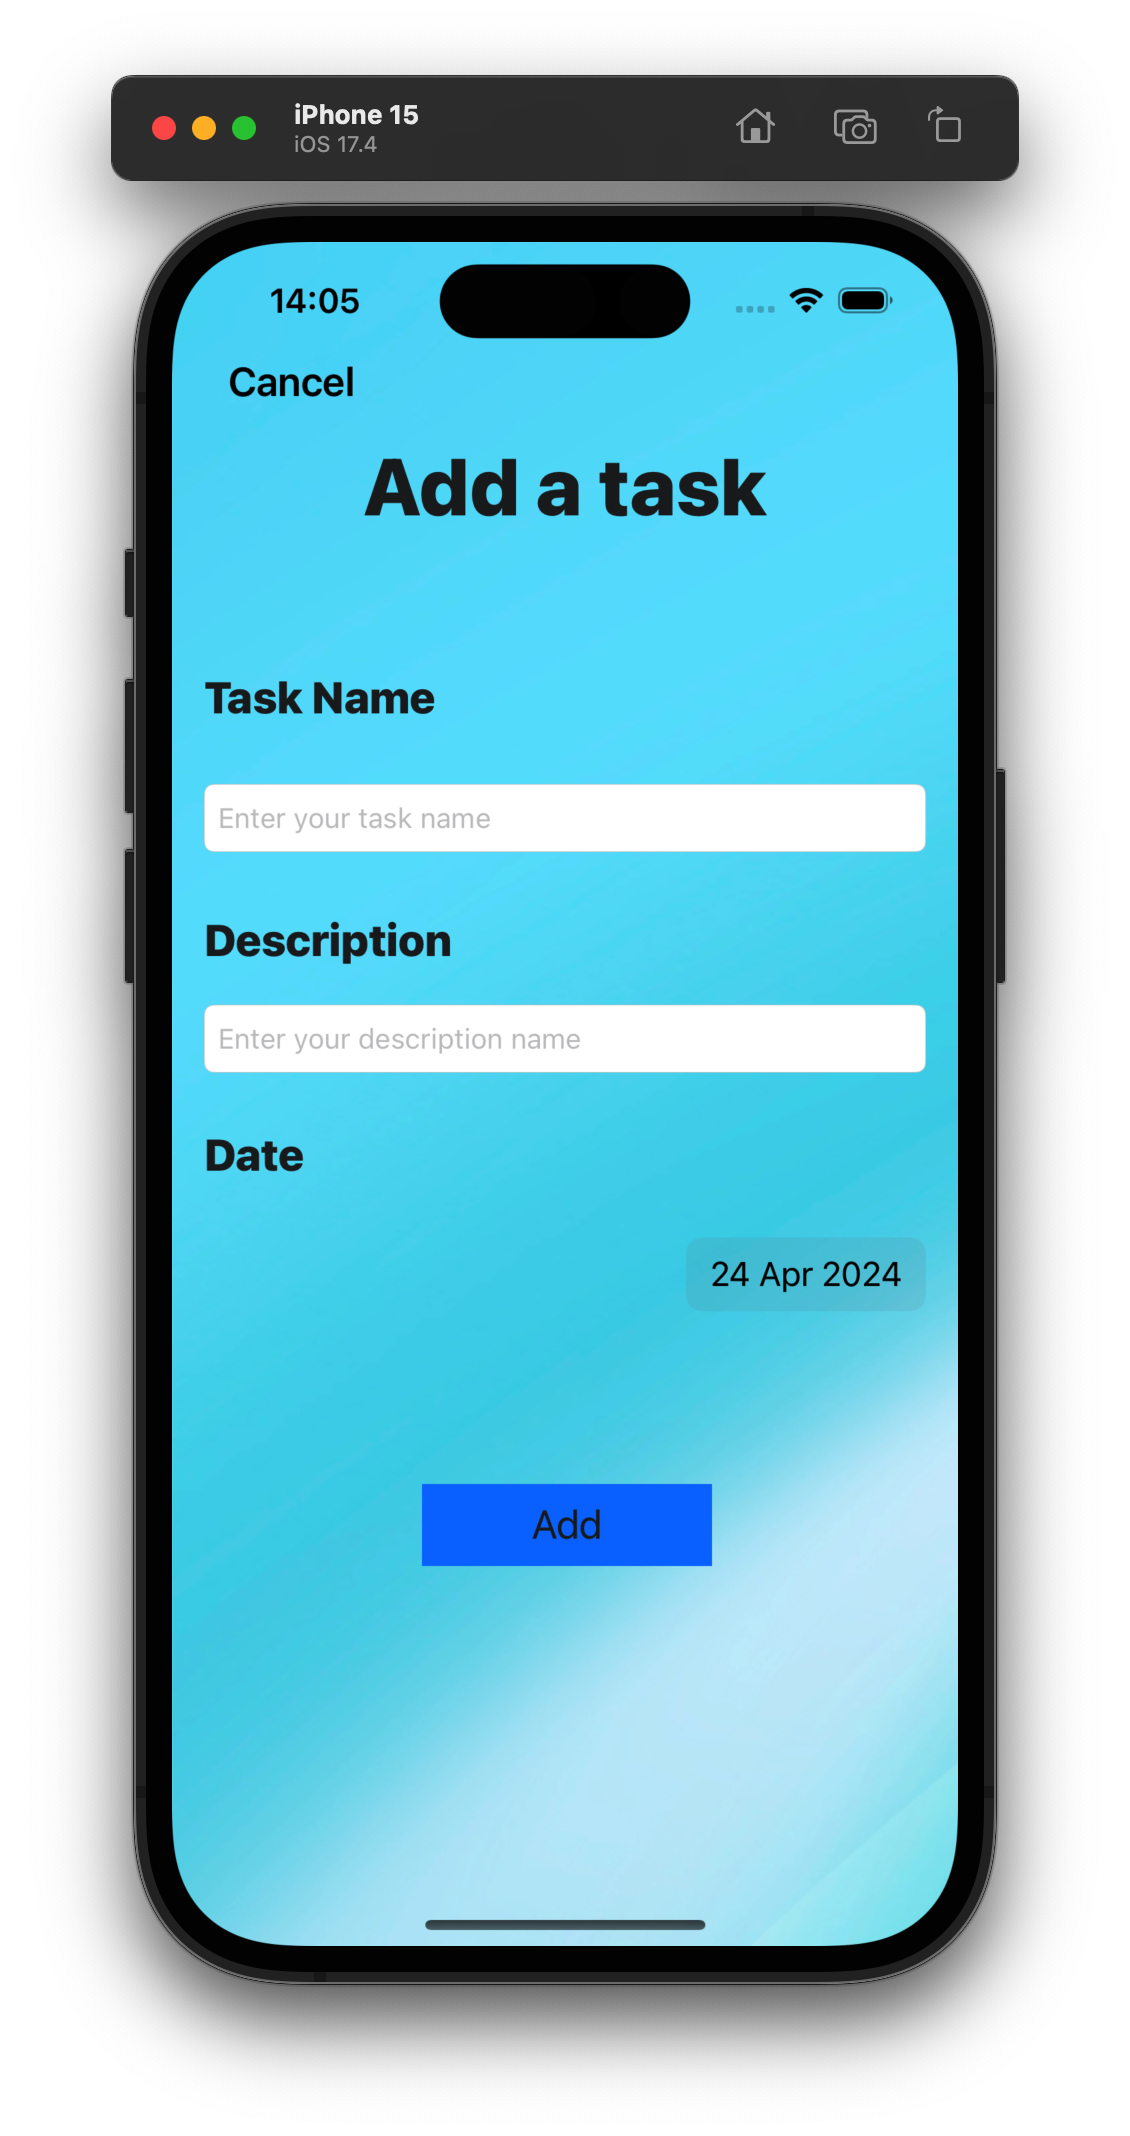 iPhone 15
iOS 17.4
14:05
Cancel
Add a task
Task Name
Enter your task name
Description
Enter your description name
Date
24 Apr 2024
Add